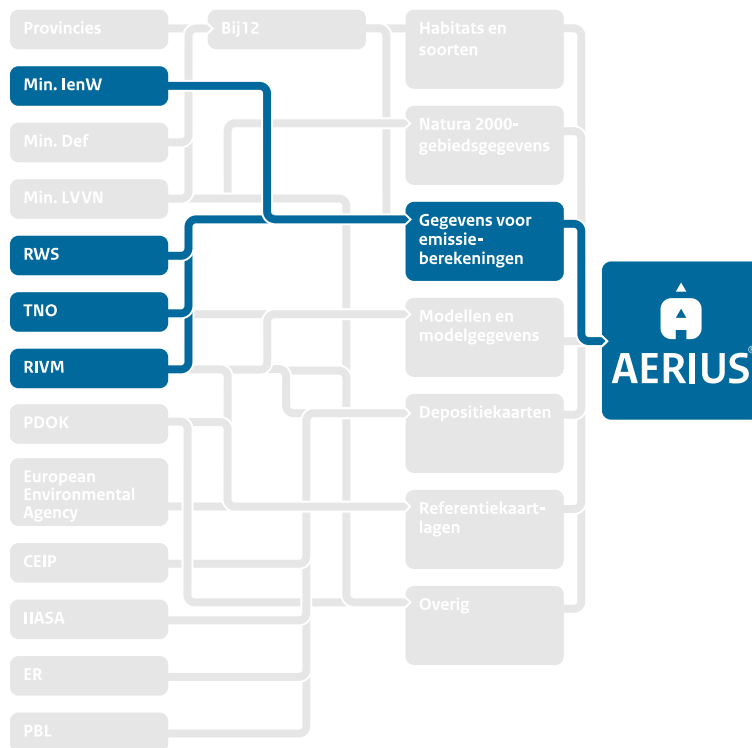 Provincies
Min. IenW
Min. Def
Min. LVVN
RWS
TNO
RIVM
PDOK
European
Environmental
Agency
CEIP
IIASA
ER
PBL
Bij12
Habitats en
soorten
Natura 2000-
gebiedsgegevens
Gegevens voor
emissie-
berekeningen
Modellen en
modelgegevens
Depositiekaarten
Referentiekaart-
lagen
Overig
AERIUS®